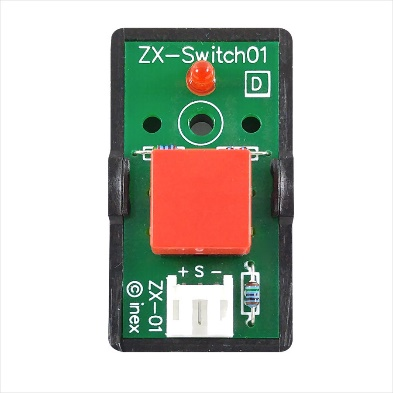 ZX-Switch01
D
+ S -
ZX-01
© inex